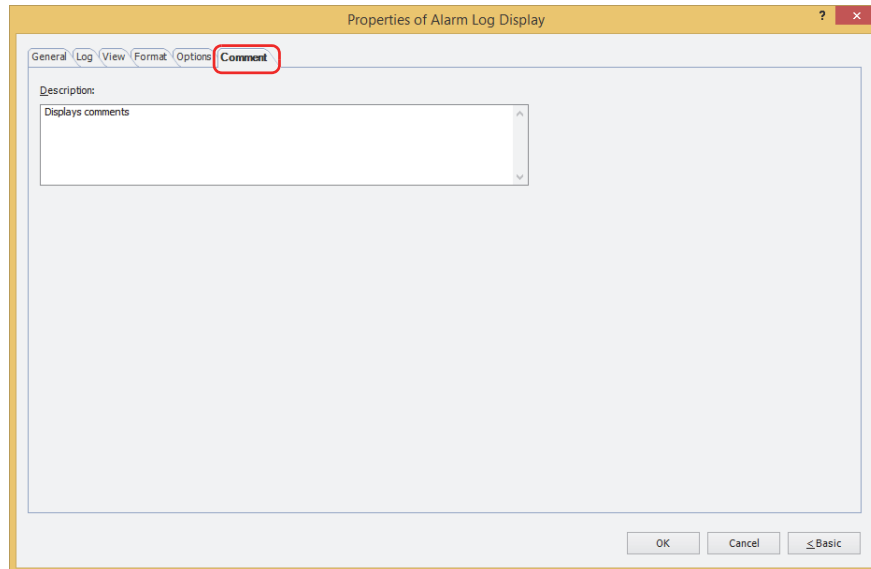 Properties of Alarm Log Display
?
×
General Log View Format Options Comment
Description:
Displays comments
OK Cancel < Basic